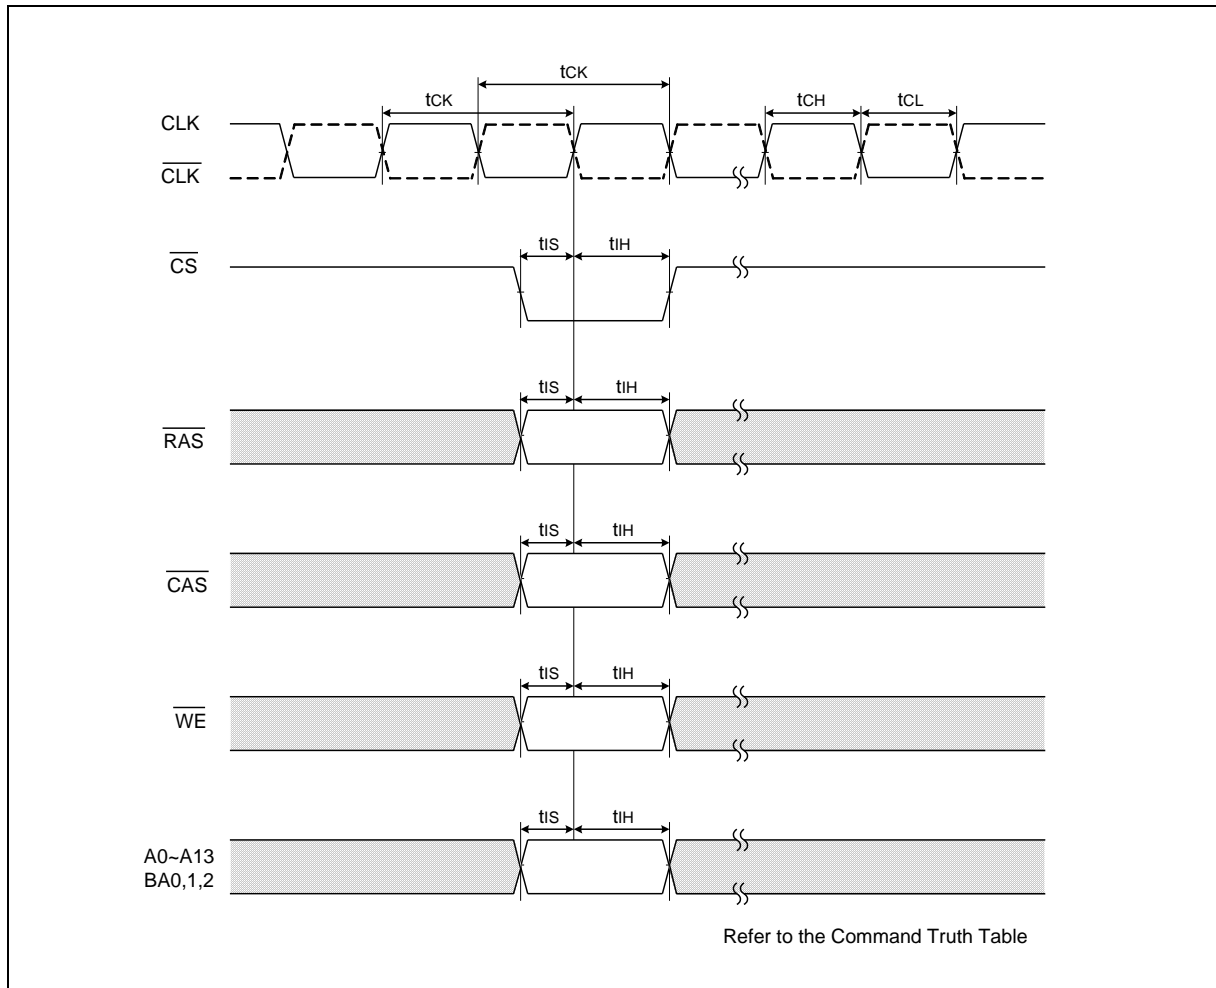 tCK
tCK tCH tCL
CLK
CLK
tIS tIH
CS
tIS tIH
RAS
tIS tIH
CAS
tIS tIH
WE
tIS tIH
A0~A13
BA0,1,2
Refer to the Command Truth Table